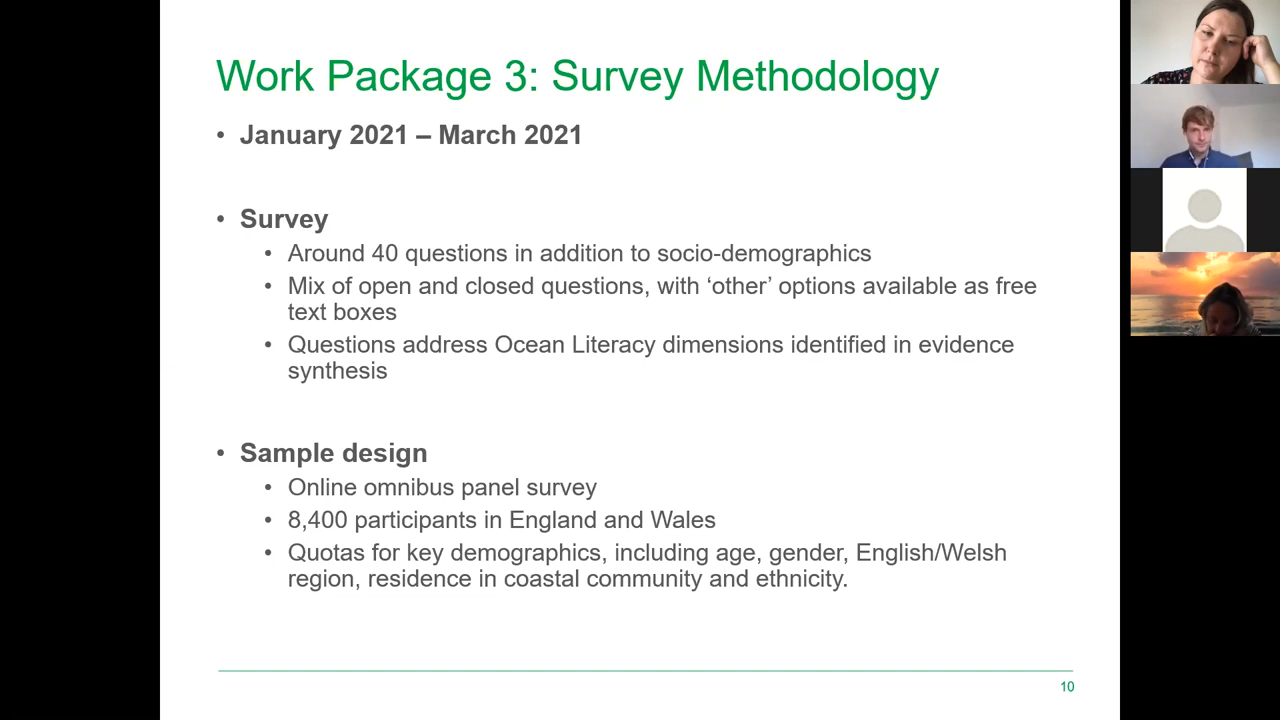 Work Package 3: Survey Methodology
• January 2021 – March 2021
• Survey
• Around 40 questions in addition to socio-demographics
• Mix of open and closed questions, with ‘other’ options available as free
text boxes
• Questions address Ocean Literacy dimensions identified in evidence
synthesis
• Sample design
• Online omnibus panel survey
• 8,400 participants in England and Wales
• Quotas for key demographics, including age, gender, English/Welsh
region, residence in coastal community and ethnicity.
10